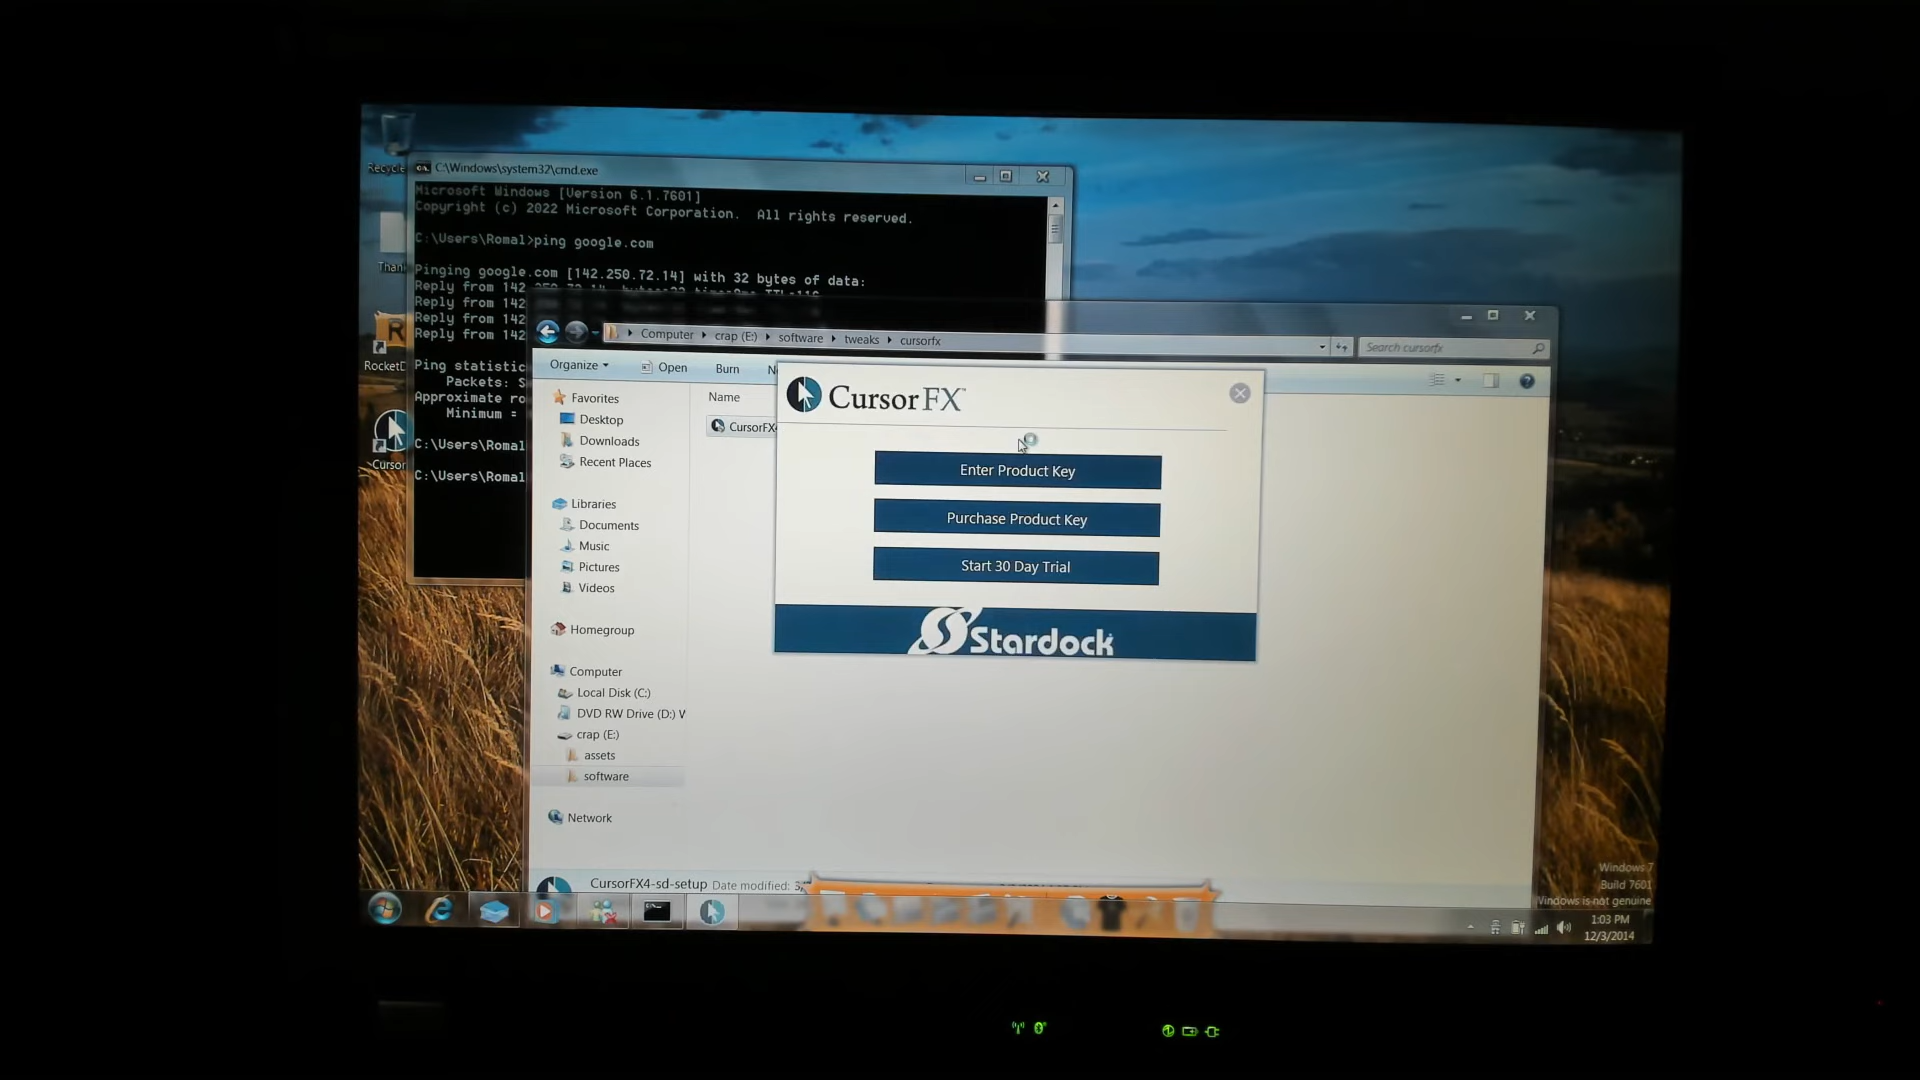 Recycle
C:\Windows\system32\cmd.exe
Microsoft Windows [Version 6.1.7601]
Copyright (c) 2022 Microsoft Corporation.  All rights reserved.
C:\Users\Romal>ping google.com
Than
Pinging google.com [142.250.72.14] with 32 bytes of data:
Reply from 142
Reply from 142
Reply from 142
Reply from 142
RocketD
Ping statistic
Packets: S
Approximate ro
Minimum =
C:\Users\Romal
Cursor
C:\Users\Romal
Computer
crap (E:)
software
tweaks
cursorfx
Search cursorfx
Organize
Open
Burn
N
Favorites
Desktop
Downloads
Recent Places
Libraries
Documents
Music
Pictures
Videos
Homegroup
Computer
Local Disk (C:)
DVD RW Drive (D:) V
crap (E:)
assets
software
Network
Name
CursorFX4
CursorFX™
Enter Product Key
Purchase Product Key
Start 30 Day Trial
Stardock
CursorFX4-sd-setup
Date modified:
Windows 7
Build 7601
Windows is not genuine
1:03 PM
12/3/2014